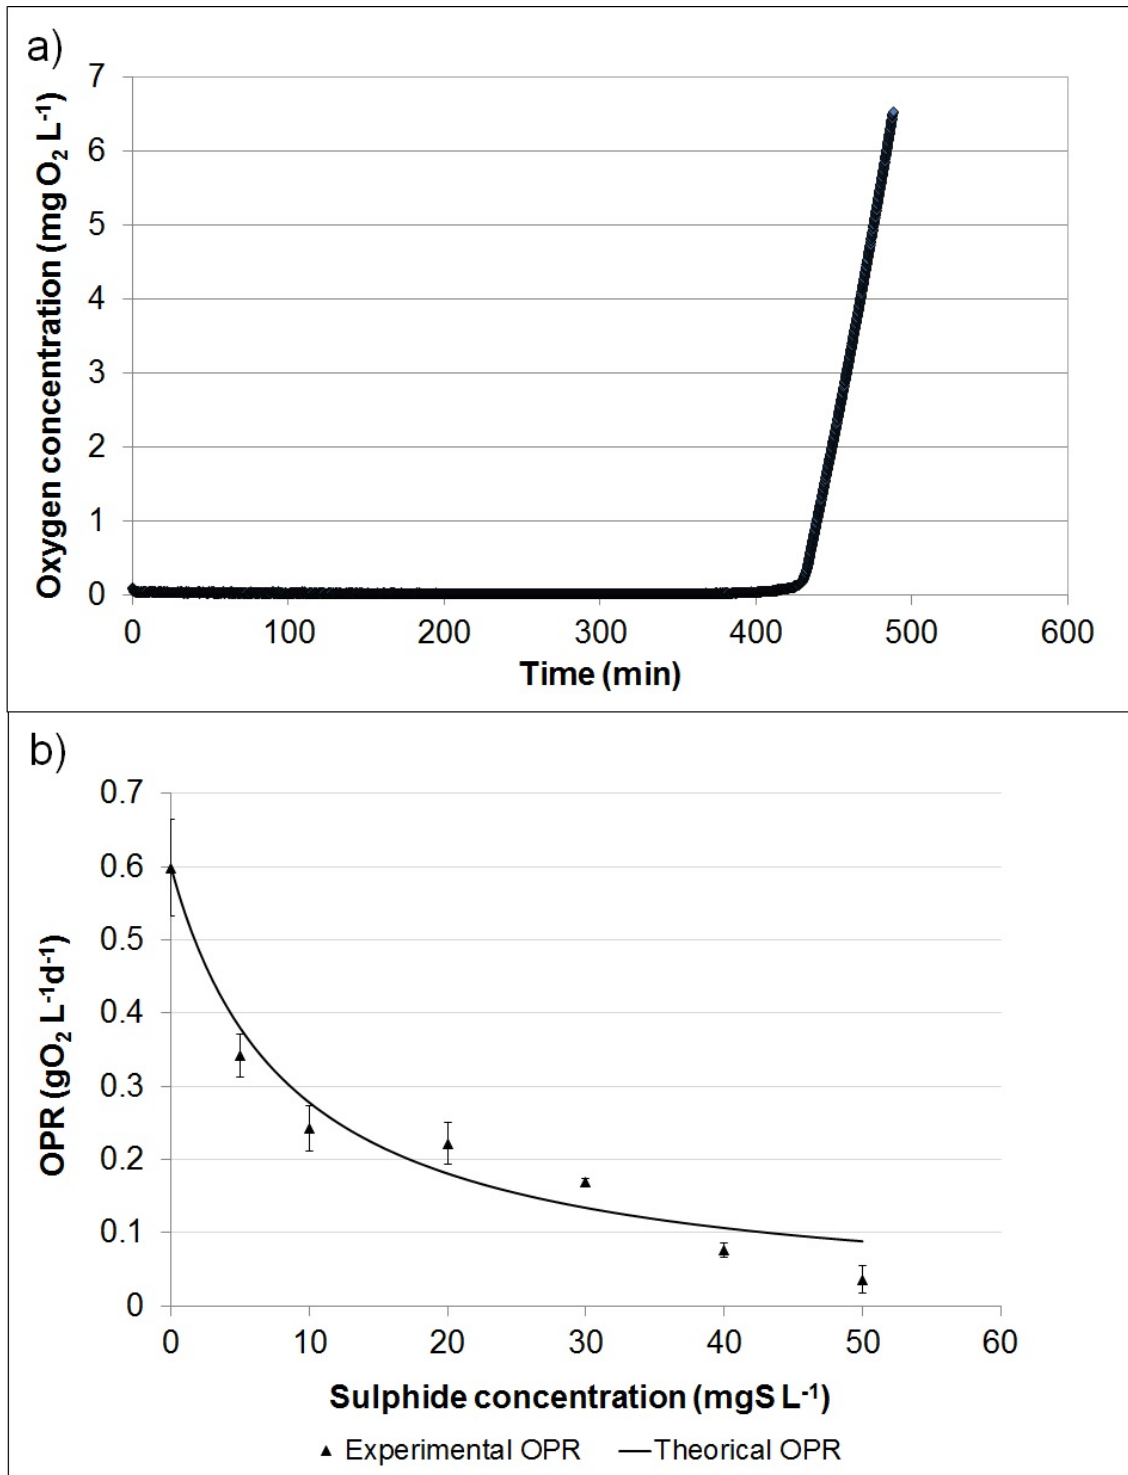 a)
Oxygen concentration (mg O₂ L⁻¹)
7
6
5
4
3
2
1
0
0 100 200 300 400 500 600
Time (min)
b)
OPR (gO₂ L⁻¹d⁻¹)
0.7
0.6
0.5
0.4
0.3
0.2
0.1
0
0 10 20 30 40 50 60
Sulphide concentration (mgS L⁻¹)
Experimental OPR Theorical OPR